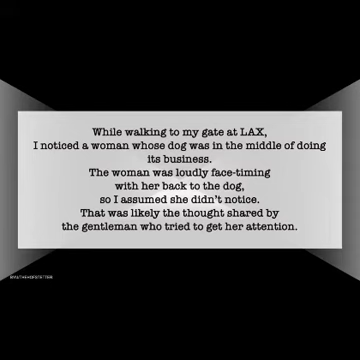 While walking to my gate at LAX,
I noticed a woman whose dog was in the middle of doing
its business.
The woman was loudly face-timing
with her back to the dog,
so I assumed she didn't notice.
That was likely the thought shared by
the gentleman who tried to get her attention.